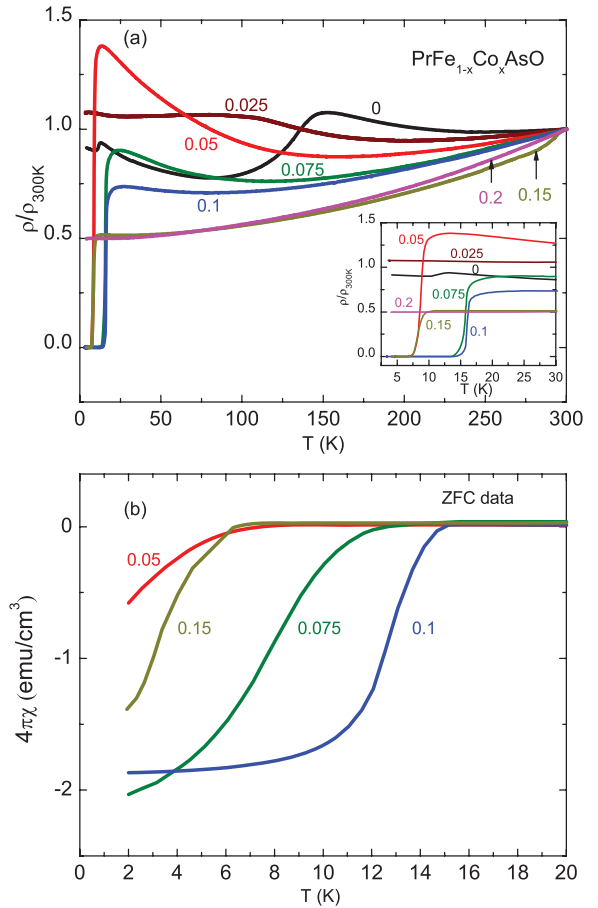 (a)
PrFe1-xCoxAsO
1.5
1.0
0.5
0.0
ρ/ρ300K
0.025
0
0.05
0.075
0.1
0.2
0.15
0 50 100 150 200 250 300
T (K)
1.5
1.0
0.5
0.0
ρ/ρ300K
0.05
0.025
0
0.075
0.2
0.15
0.1
5 10 15 20 25 30
T (K)
(b)
ZFC data
0
-1
-2
4πχ (emu/cm3)
0.05
0.15
0.075
0.1
0 2 4 6 8 10 12 14 16 18 20
T (K)